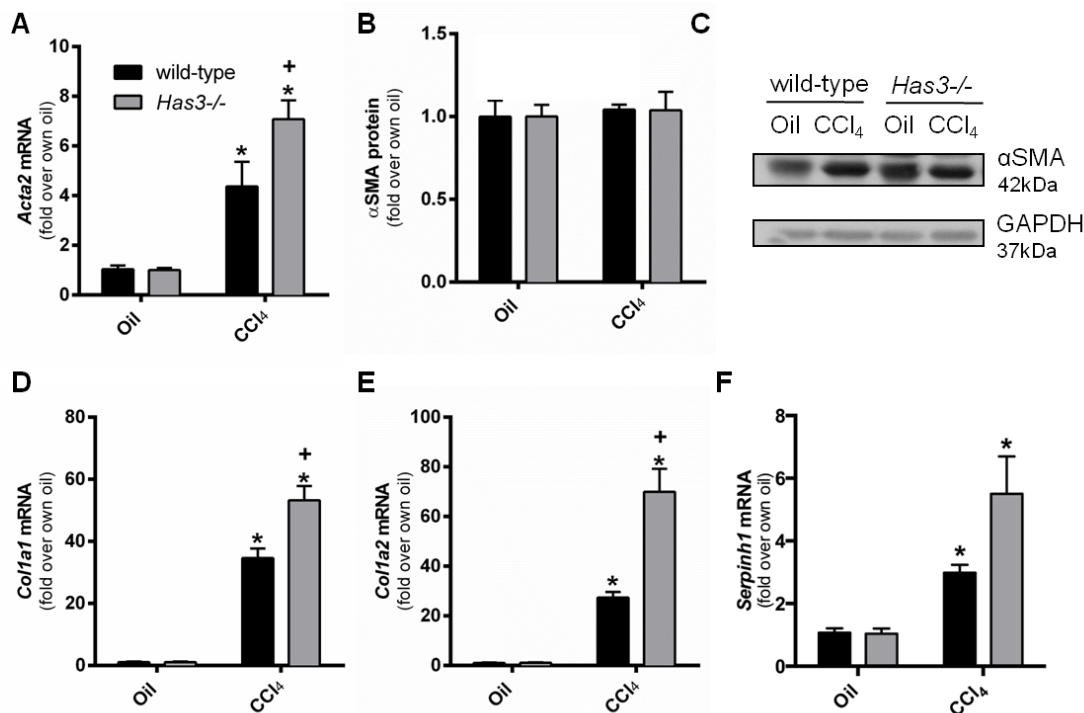 A
Acta2 mRNA
(fold over own oil)
10
8
6
4
2
0
wild-type
Has3-/-
*
+
*
Oil
CCl₄
B
αSMA protein
(fold over own oil)
1.5
1.0
0.5
0.0
Oil
CCl₄
C
wild-type Has3-/-
Oil CCl₄ Oil CCl₄
αSMA
42kDa
GAPDH
37kDa
D
Col1a1 mRNA
(fold over own oil)
80
60
40
20
0
*
+
*
Oil
CCl₄
E
Col1a2 mRNA
(fold over own oil)
100
80
60
40
20
0
*
+
*
Oil
CCl₄
F
Serpinh1 mRNA
(fold over own oil)
8
6
4
2
0
*
*
Oil
CCl₄